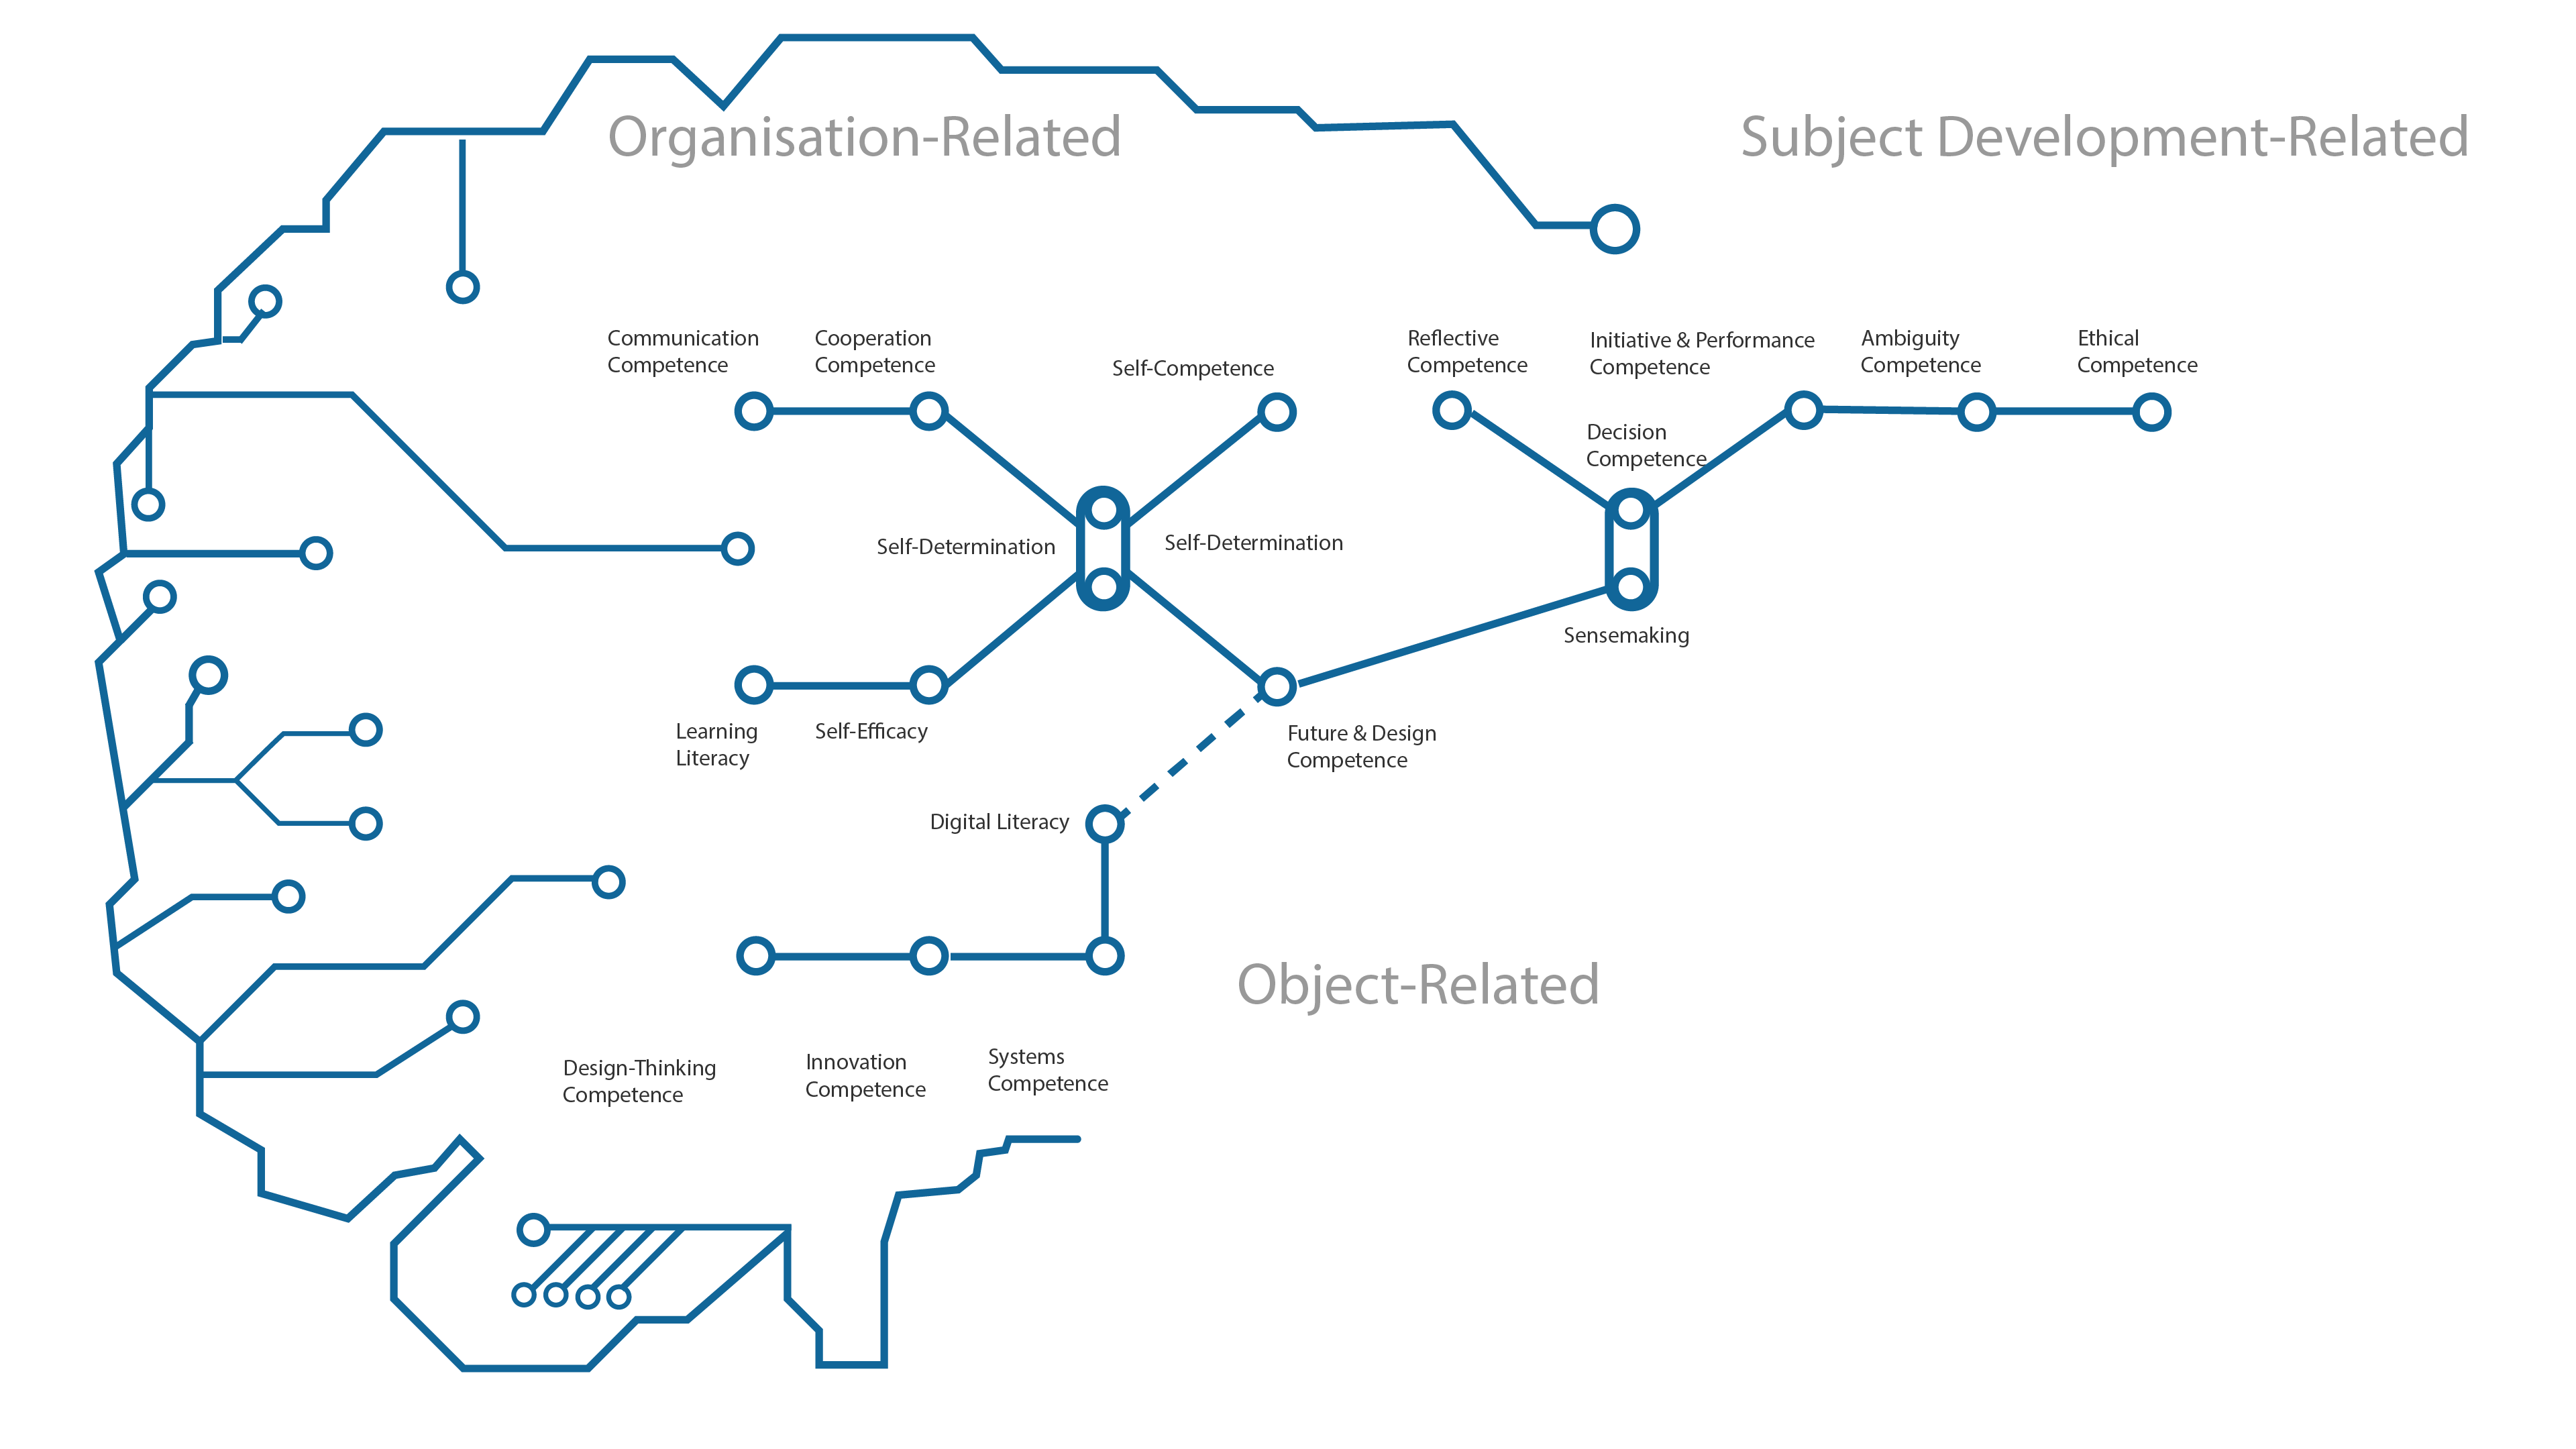 Organisation-Related
Subject Development-Related
Communication
Competence
Cooperation
Competence
Self-Competence
Reflective
Competence
Initiative & Performance
Competence
Ambiguity
Competence
Ethical
Competence
Decision
Competence
Self-Determination
Self-Determination
Sensemaking
Learning
Literacy
Self-Efficacy
Future & Design
Competence
Digital Literacy
Object-Related
Design-Thinking
Competence
Innovation
Competence
Systems
Competence